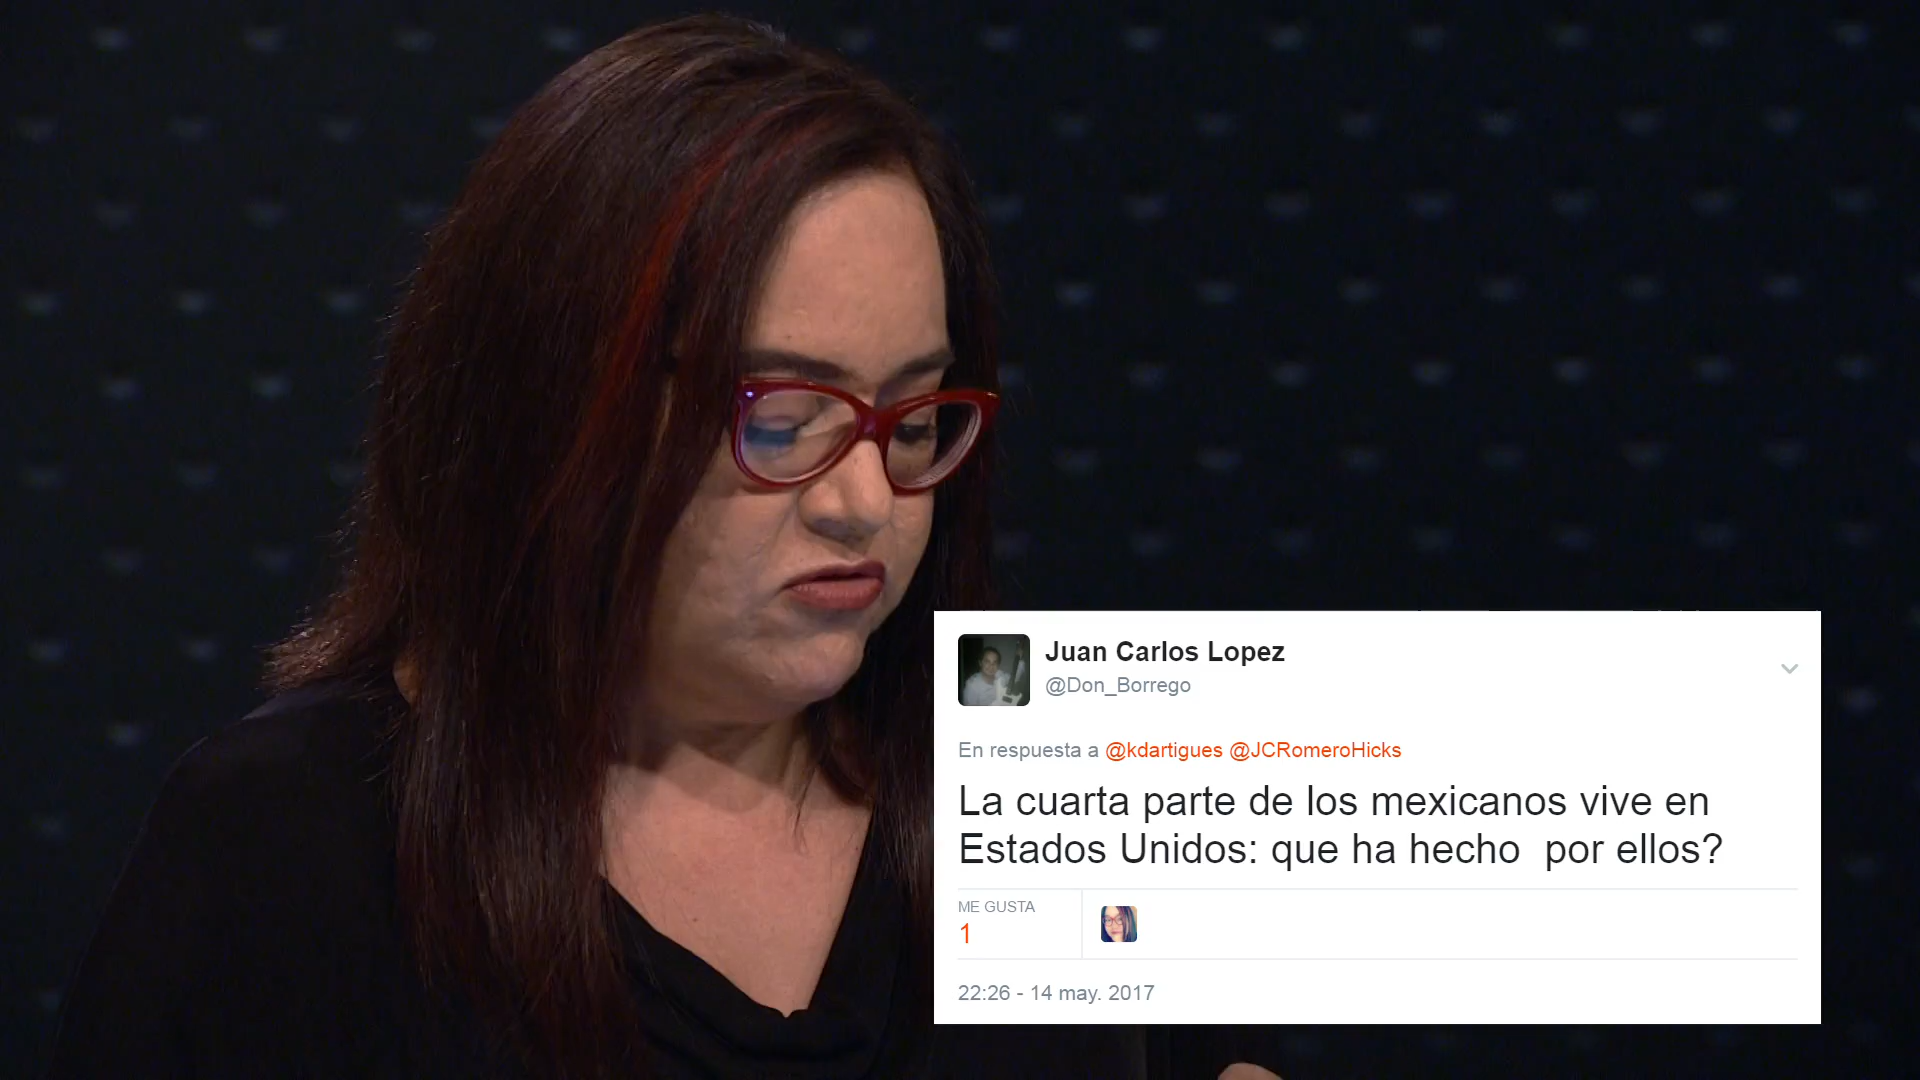 Juan Carlos Lopez
@Don_Borrego
En respuesta a @kdartigues @JCRomeroHicks
La cuarta parte de los mexicanos vive en
Estados Unidos: que ha hecho  por ellos?
ME GUSTA
1
22:26 - 14 may. 2017